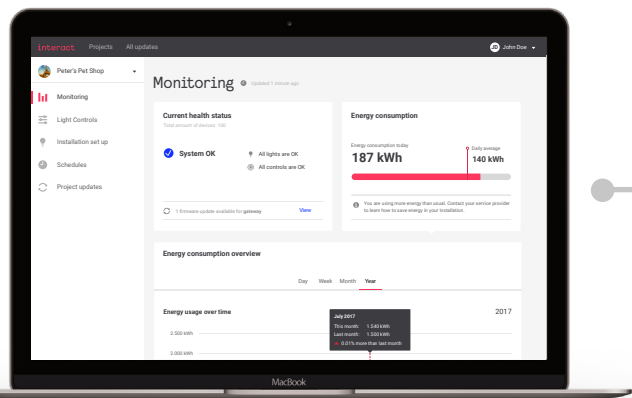 interact Projects All updates JD John Doe
Peter's Pet Shop
Monitoring
Light Controls
Installation set up
Schedules
Project updates
Monitoring Updated 1 minute ago
Current health status
Total amount of devices: 100
System OK
All lights are OK
All controls are OK
1 firmware update available for gateway View
Energy consumption
Energy consumption today
187 kWh
Daily average
140 kWh
You are using more energy than usual. Contact your service provider
to learn how to save energy in your installation.
Energy consumption overview
Day Week Month Year
Energy usage over time 2017
2.500 kWh
2.000 kWh
July 2017
This month: 1.540 kWh
Last month: 1.500 kWh
0.01% more than last month
MacBook